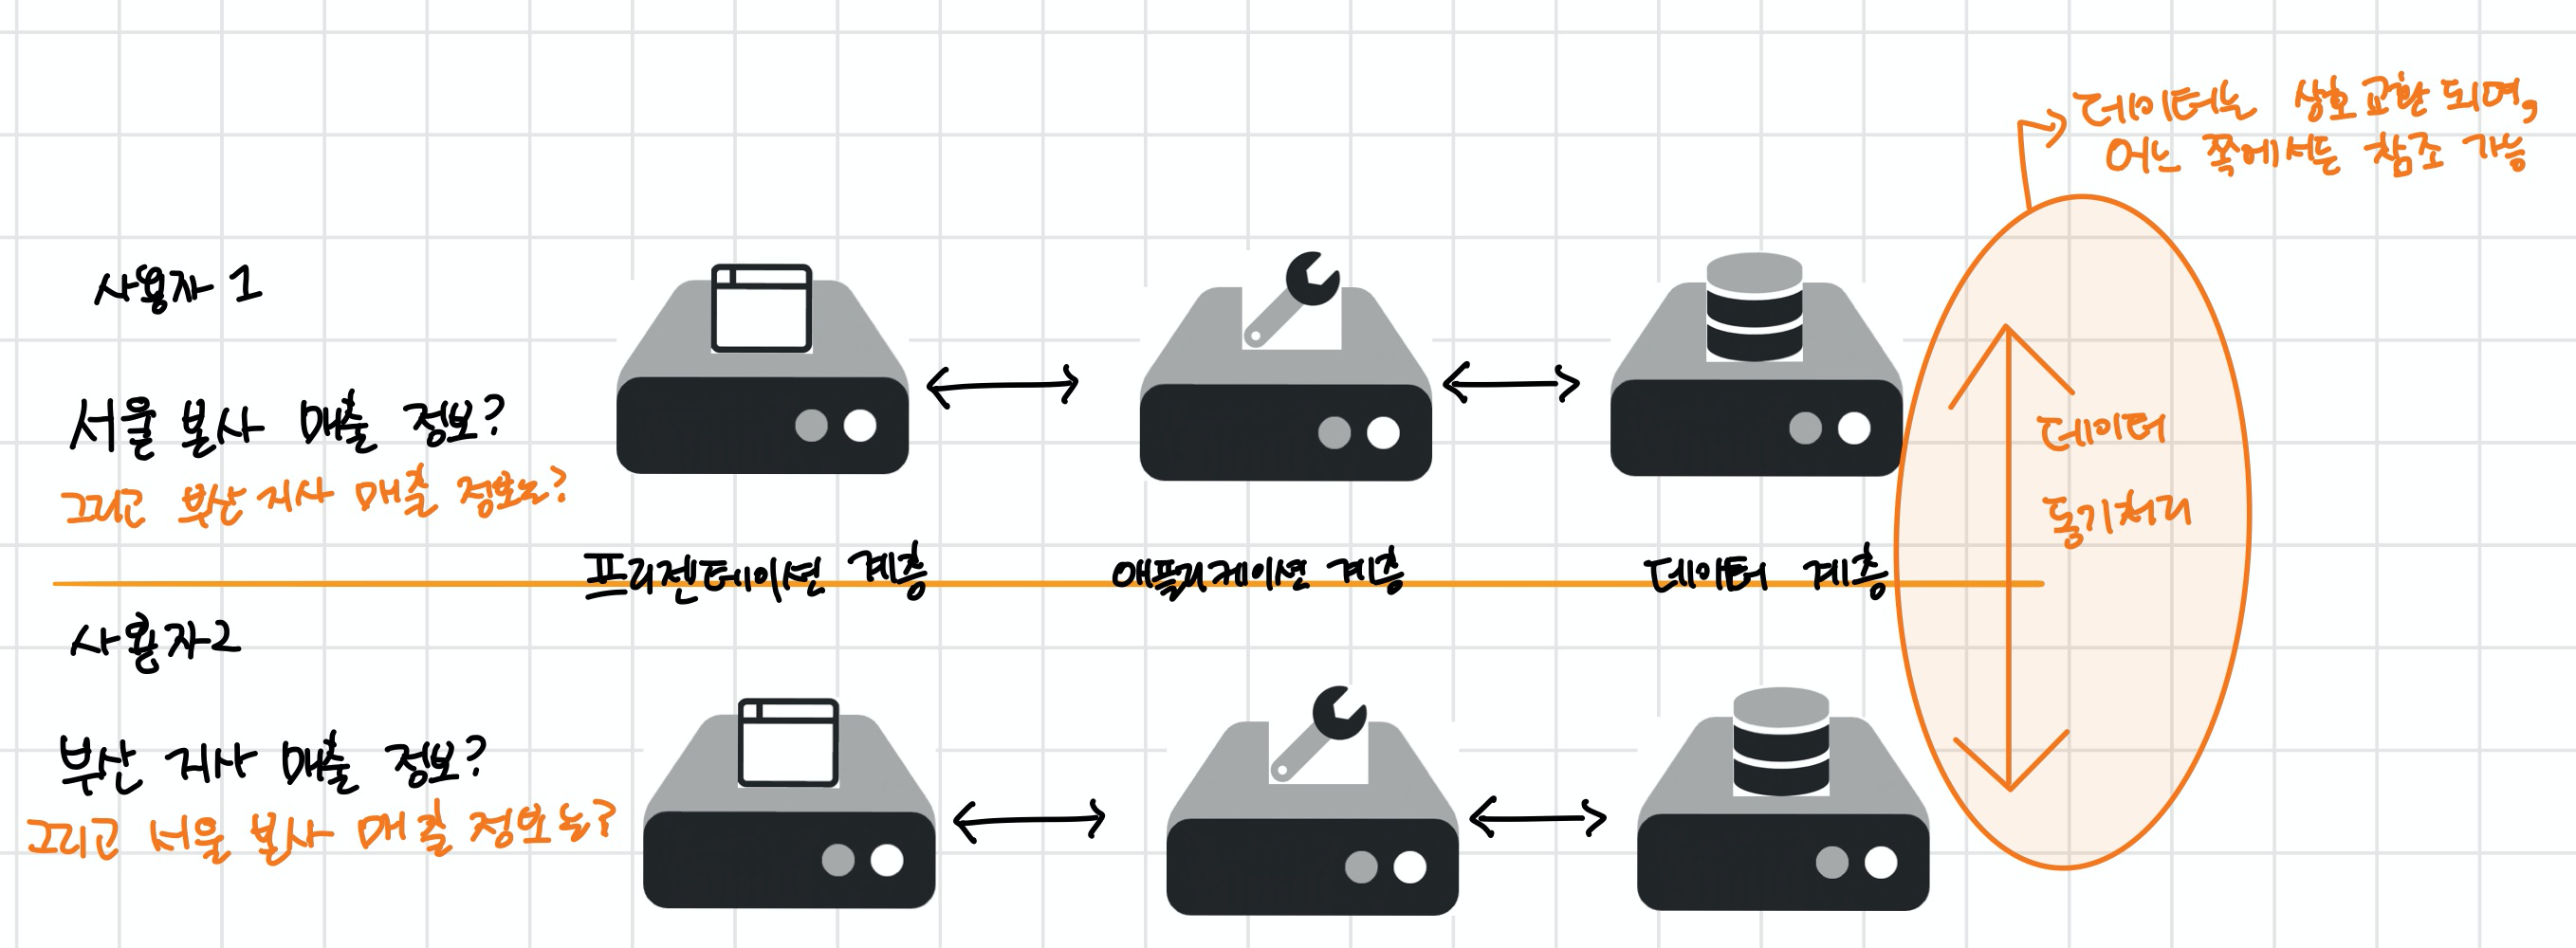 데이터는 상호교환 되며,
어느 쪽에서든 참조 가능
사용자 1
서울 본사 매출 정보?
그리고 부산 지사 매출 정보는?
데이터
동기처리
프리젠테이션 계층
애플리케이션 계층
데이터 계층
사용자2
부산 지사 매출 정보?
그리고 서울 본사 매출 정보는?